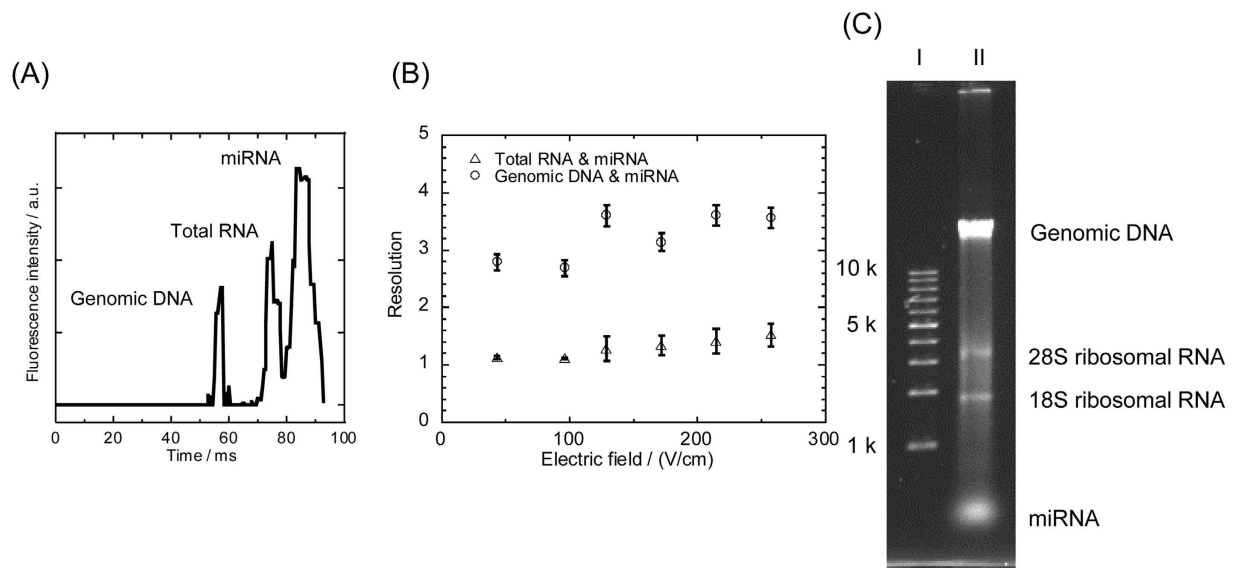 (A)
Fluorescence intensity / a.u.
miRNA
Total RNA
Genomic DNA
0 20 40 60 80 100
Time / ms
(B)
Resolution
5
4
3
2
1
0
Total RNA & miRNA
Genomic DNA & miRNA
0 100 200 300
Electric field / (V/cm)
(C)
I II
10 k
5 k
1 k
Genomic DNA
28S ribosomal RNA
18S ribosomal RNA
miRNA